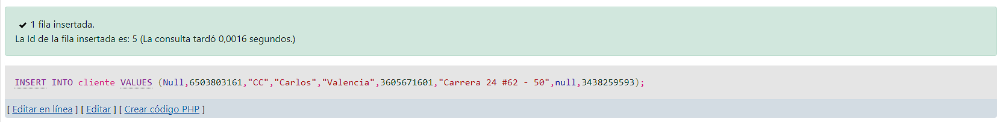 ✔ 1 fila insertada.
La Id de la fila insertada es: 5 (La consulta tardó 0,0016 segundos.)
INSERT INTO cliente VALUES (Null,6503803161,"CC","Carlos","Valencia",3605671601,"Carrera 24 #62 - 50",null,3438259593);
[ Editar en línea ] [ Editar ] [ Crear código PHP ]